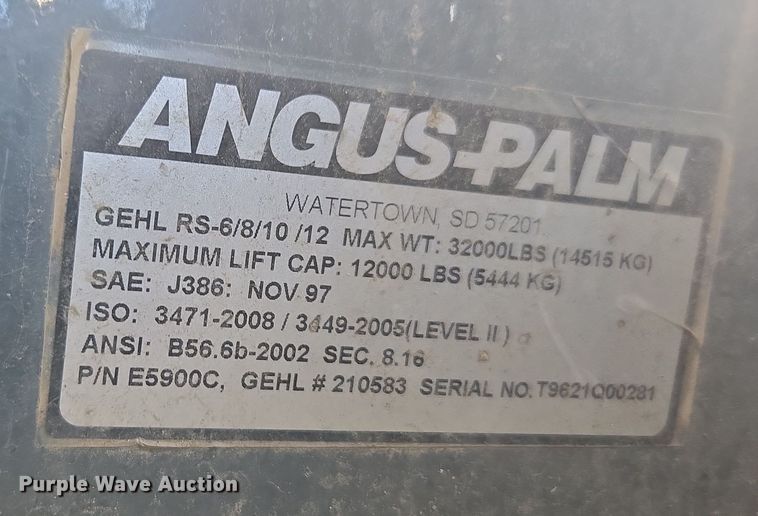 ANGUS-PALM
WATERTOWN, SD 57201
GEHL RS-6/8/10 /12 MAX WT: 32000LBS (14515 KG)
MAXIMUM LIFT CAP: 12000 LBS (5444 KG)
SAE: J386: NOV 97
ISO: 3471-2008 / 3449-2005(LEVEL II )
ANSI: B56.6b-2002 SEC. 8.16
P/N E5900C, GEHL # 210583 SERIAL NO. T9621Q00281
Purple Wave Auction